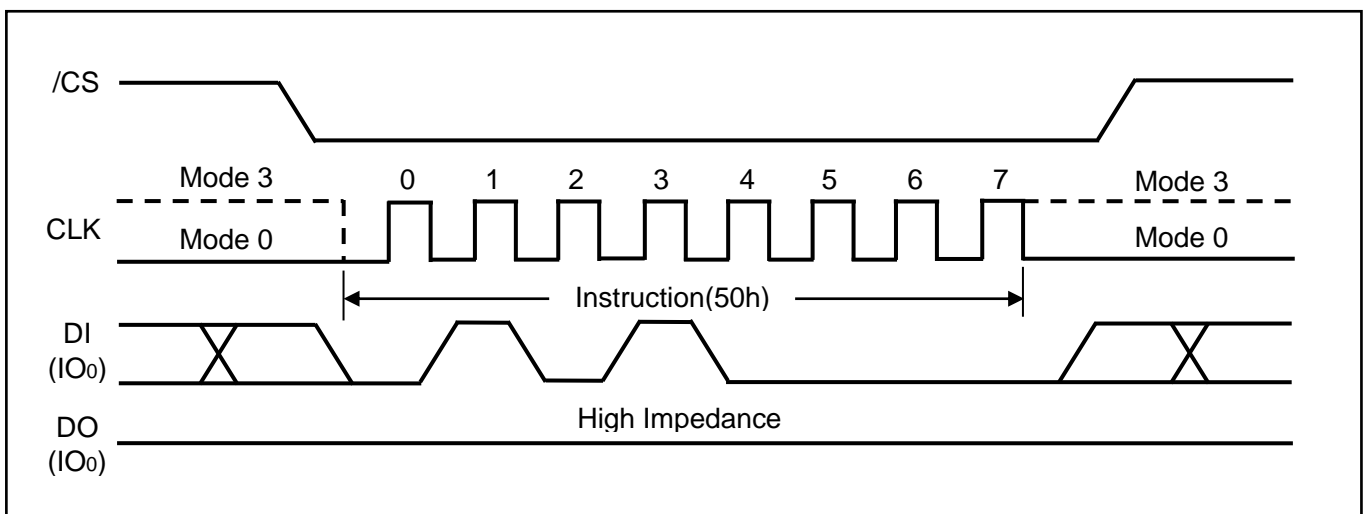 /CS
Mode 3 0 1 2 3 4 5 6 7 Mode 3
CLK
Mode 0 Mode 0
Instruction(50h)
DI
(IO0)
High Impedance
DO
(IO0)